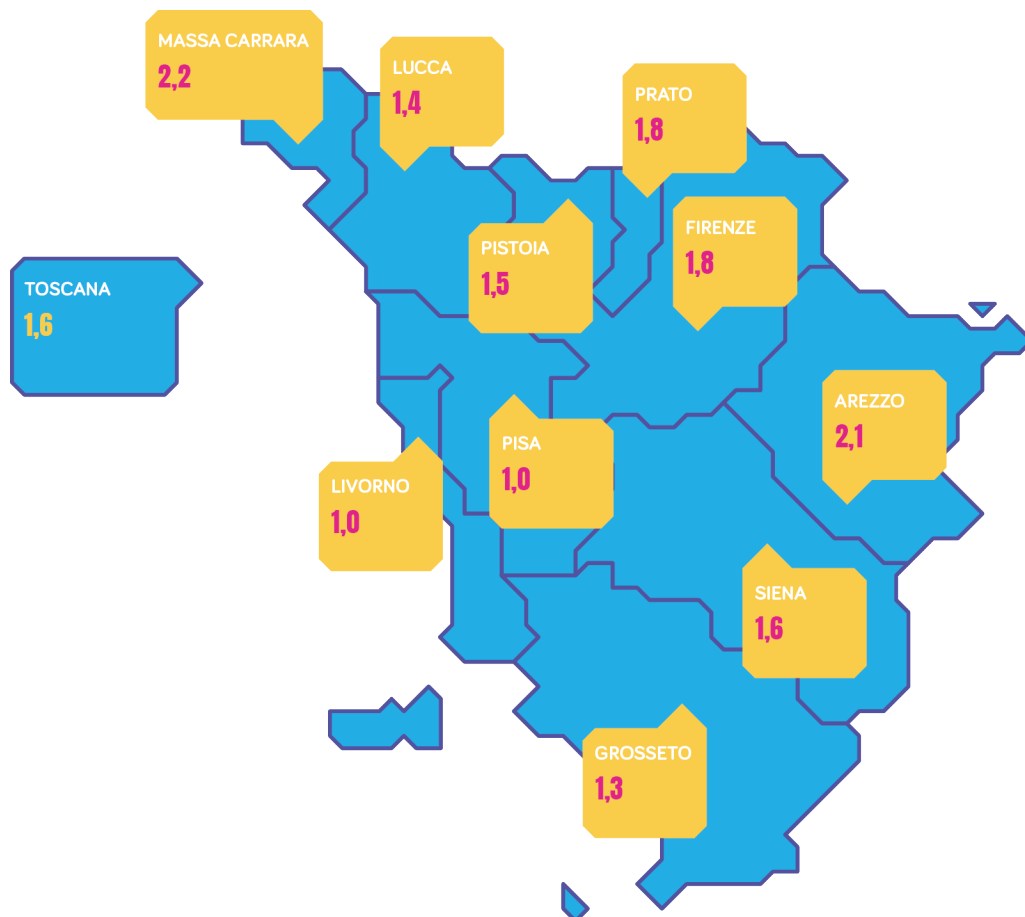 MASSA CARRARA
2,2
LUCCA
1,4
PRATO
1,8
FIRENZE
1,8
PISTOIA
1,5
TOSCANA
1,6
AREZZO
2,1
PISA
1,0
LIVORNO
1,0
SIENA
1,6
GROSSETO
1,3